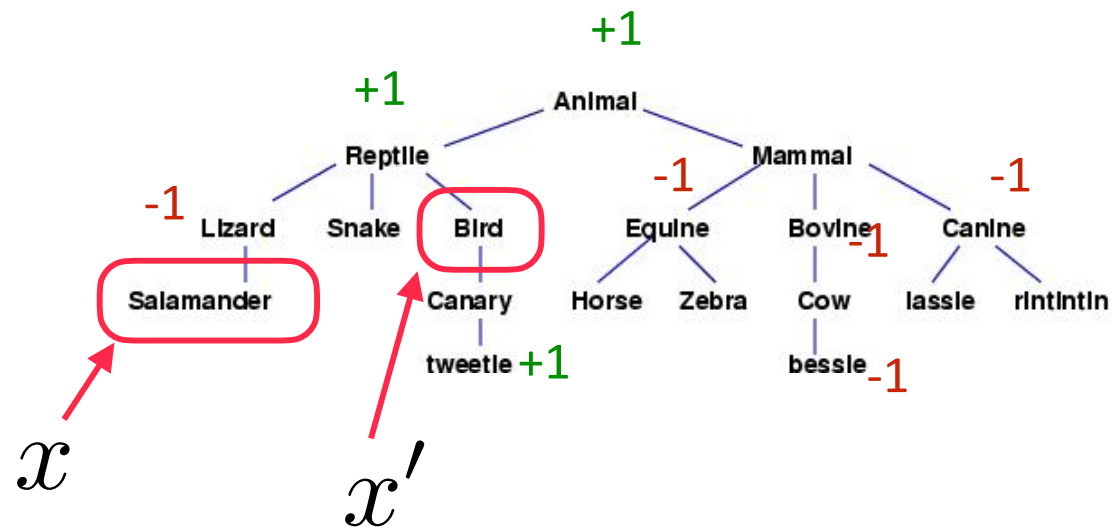 +1
+1 Animal
Reptile Mammal
-1 -1 -1
Lizard Snake Bird Equine Bovine Canine
-1
Salamander Canary Horse Zebra Cow lassie rintintin
tweetie +1 bessie -1
x x′